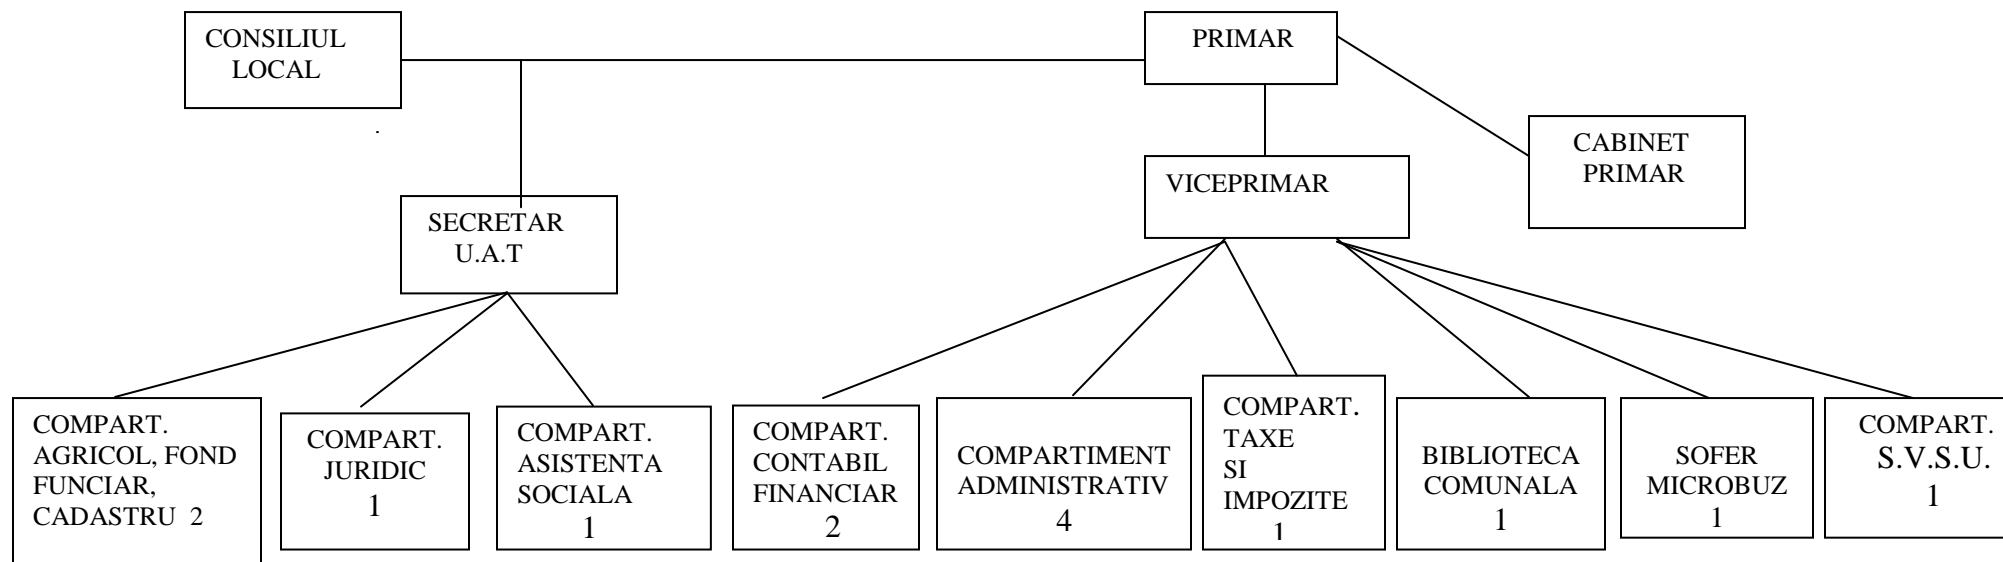 CONSILIUL
LOCAL
PRIMAR
CABINET
PRIMAR
VICEPRIMAR
SECRETAR
U.A.T
COMPART.
AGRICOL, FOND
FUNCIAR,
CADASTRU 2
COMPART.
JURIDIC
1
COMPART.
ASISTENTA
SOCIALA
1
COMPART.
CONTABIL
FINANCIAR
2
COMPARTIMENT
ADMINISTRATIV
4
COMPART.
TAXE
SI
IMPOZITE
1
BIBLIOTECA
COMUNALA
1
SOFER
MICROBUZ
1
COMPART.
S.V.S.U.
1